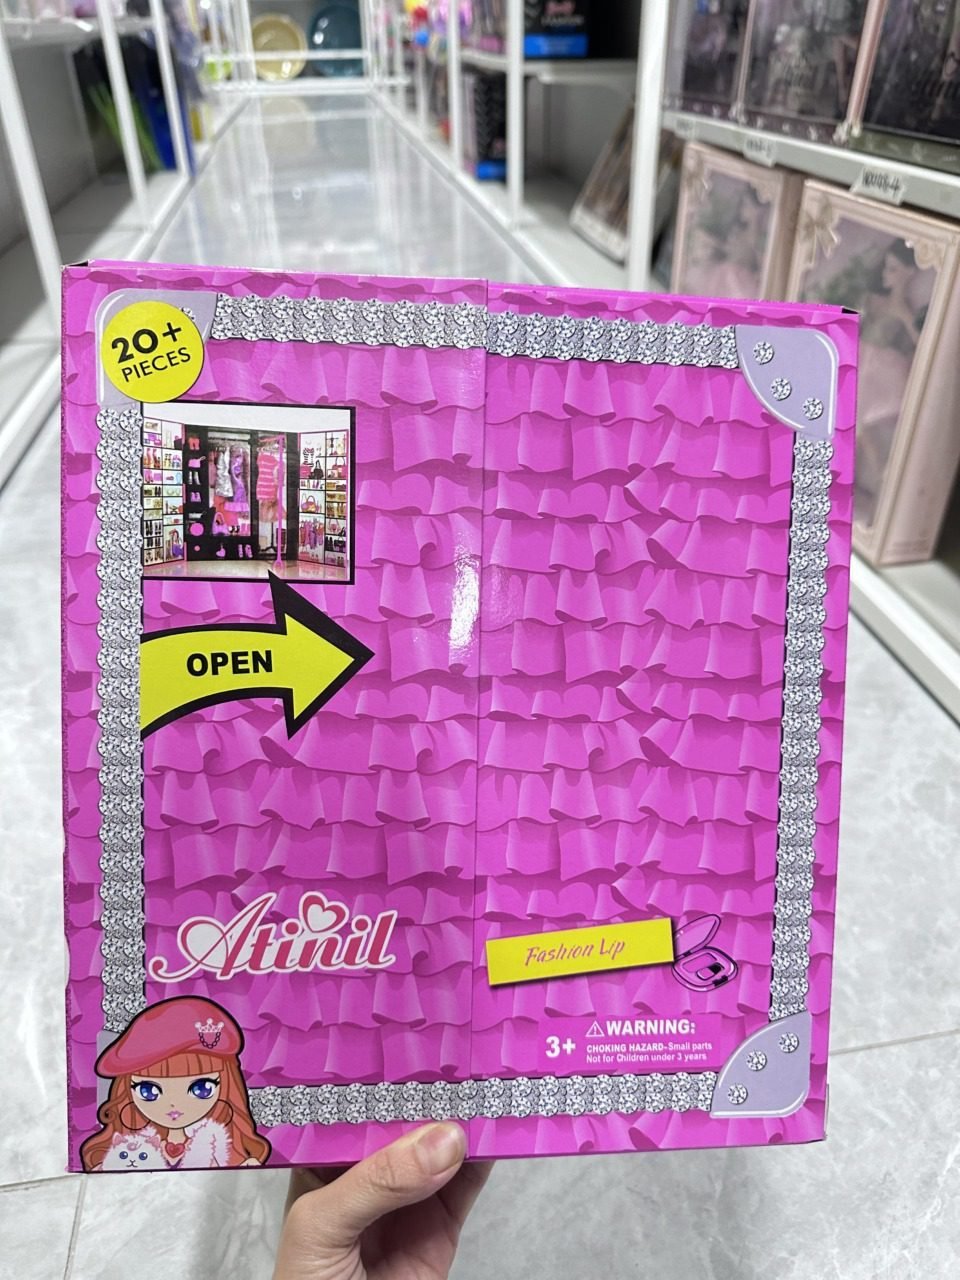 20+
PIECES
OPEN
Atinil
Fashion Lip
3+
WARNING:
CHOKING HAZARD-Small parts
Not for Children under 3 years